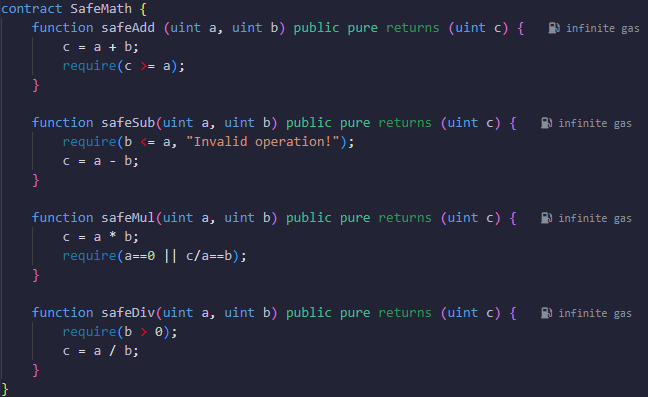 contract SafeMath {
function safeAdd (uint a, uint b) public pure returns (uint c) { infinite gas
c = a + b;
require(c >= a);
}
function safeSub(uint a, uint b) public pure returns (uint c) { infinite gas
require(b <= a, "Invalid operation!");
c = a - b;
}
function safeMul(uint a, uint b) public pure returns (uint c) { infinite gas
c = a * b;
require(a==0 || c/a==b);
}
function safeDiv(uint a, uint b) public pure returns (uint c) { infinite gas
require(b > 0);
c = a / b;
}
}